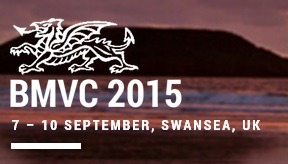 BMVC 2015
7 – 10 SEPTEMBER, SWANSEA, UK